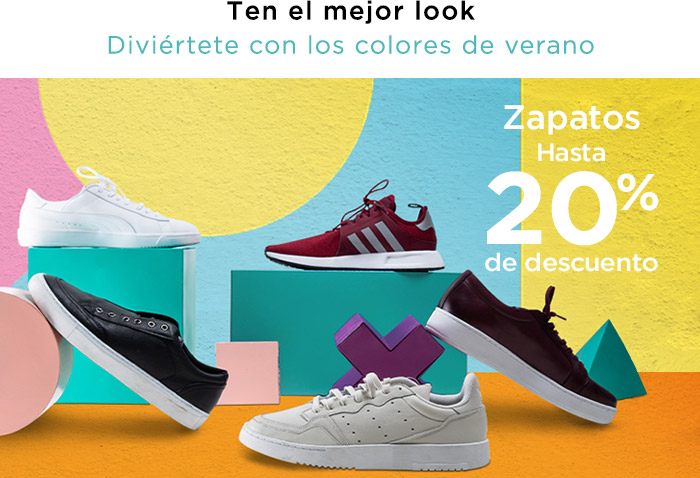 Ten el mejor look
Diviértete con los colores de verano
Zapatos
Hasta
20%
de descuento